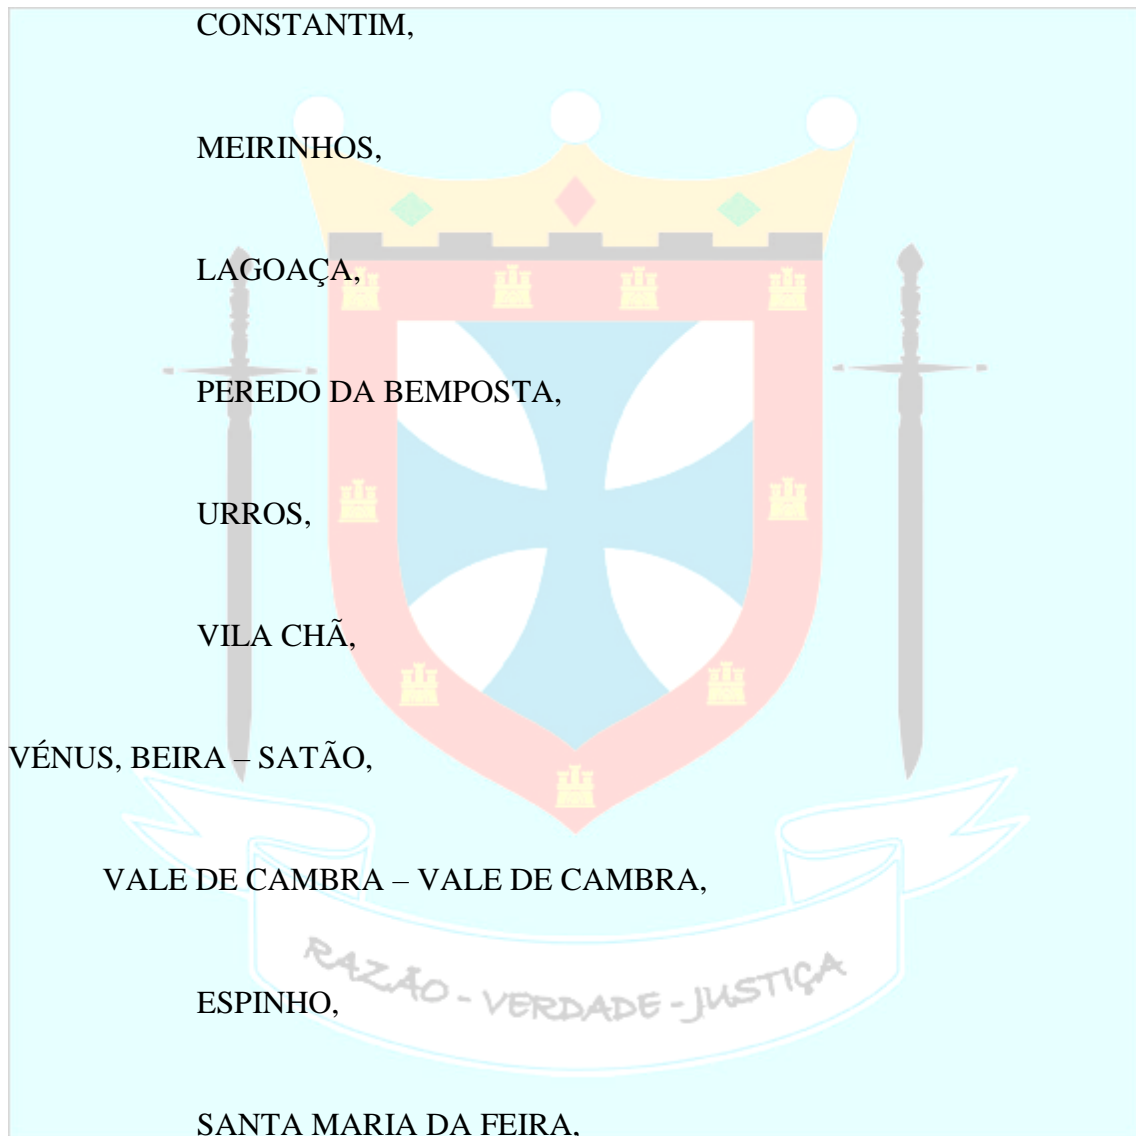 CONSTANTIM,
MEIRINHOS,
LAGOAÇA,
PEREDO DA BEMPOSTA,
URROS,
VILA CHÃ,
VÉNUS, BEIRA – SATÃO,
VALE DE CAMBRA – VALE DE CAMBRA,
RAZÃO - VERDADE - JUSTIÇA
ESPINHO,
SANTA MARIA DA FEIRA,